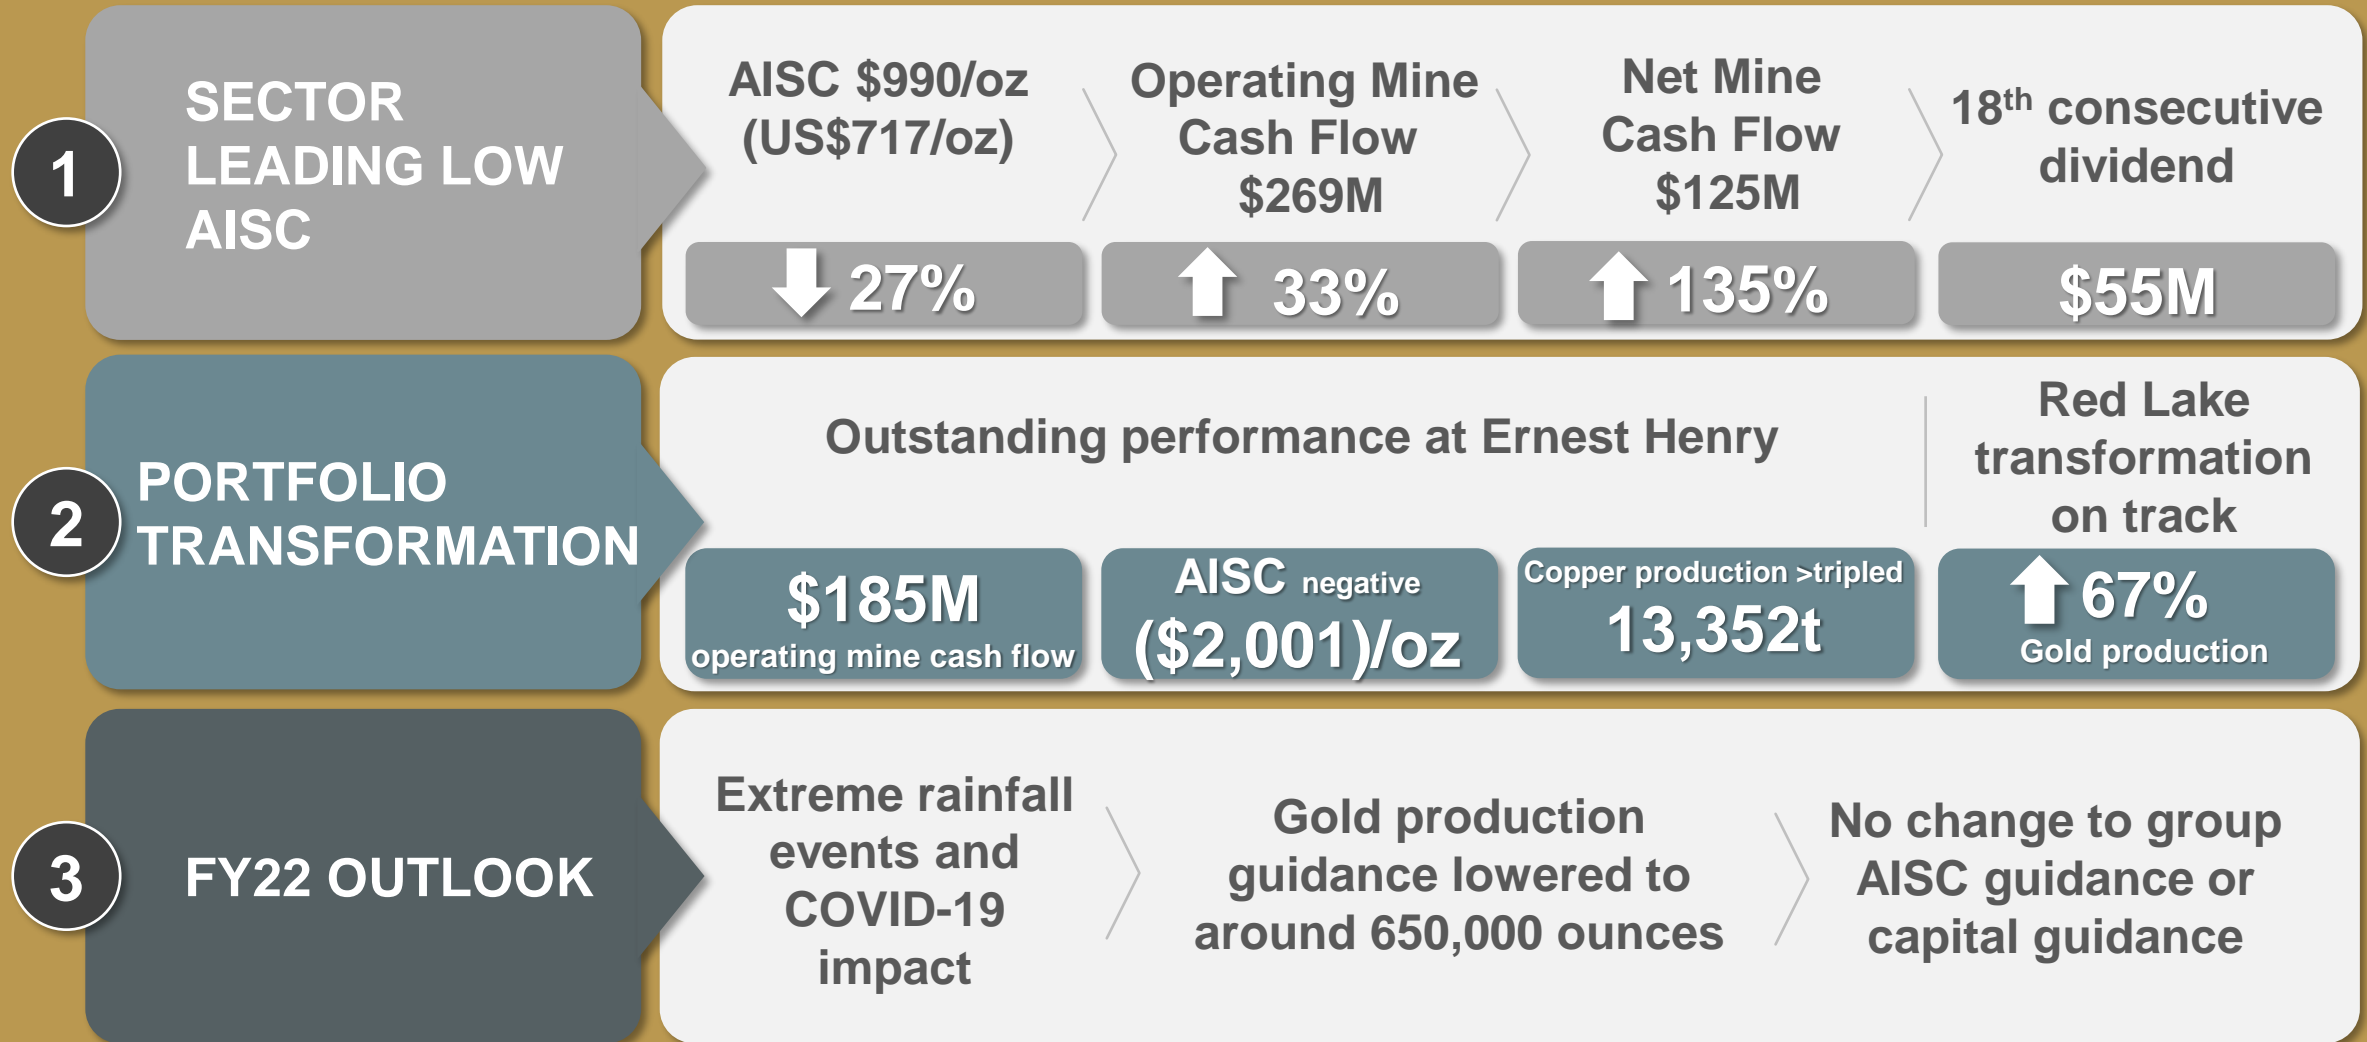 1
SECTOR
LEADING LOW
AISC
AISC $990/oz
(US$717/oz)
27%
Operating Mine
Cash Flow
$269M
33%
Net Mine
Cash Flow
$125M
135%
18th consecutive
dividend
$55M
2
PORTFOLIO
TRANSFORMATION
Outstanding performance at Ernest Henry
$185M
operating mine cash flow
AISC negative
($2,001)/oz
Copper production >tripled
13,352t
Red Lake
transformation
on track
67%
Gold production
3
FY22 OUTLOOK
Extreme rainfall
events and
COVID-19
impact
Gold production
guidance lowered to
around 650,000 ounces
No change to group
AISC guidance or
capital guidance